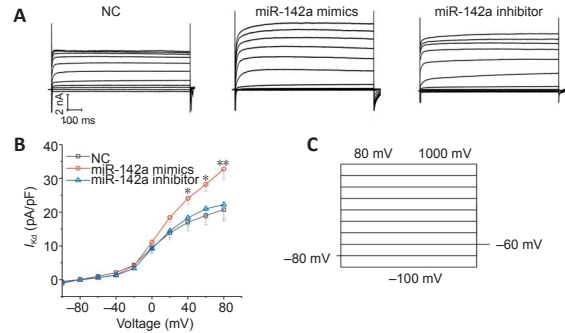 A
NC
miR-142a mimics
miR-142a inhibitor
2 nA
100 ms
B
NC
miR-142a mimics
miR-142a inhibitor
I Kd (pA/pF)
40
30
20
10
0
* * **
−80 −40 0 40 80
Voltage (mV)
C
80 mV 1000 mV
−80 mV
−60 mV
−100 mV